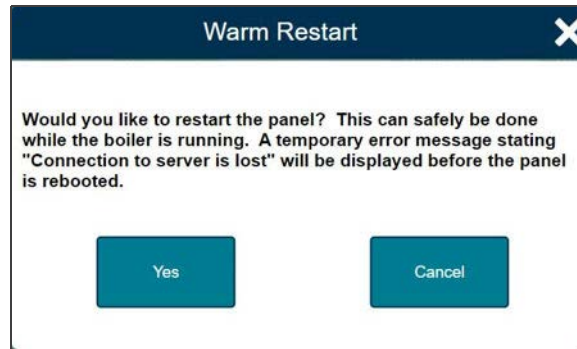 Warm Restart
Would you like to restart the panel?  This can safely be done
while the boiler is running.  A temporary error message stating
"Connection to server is lost" will be displayed before the panel
is rebooted.
Yes
Cancel